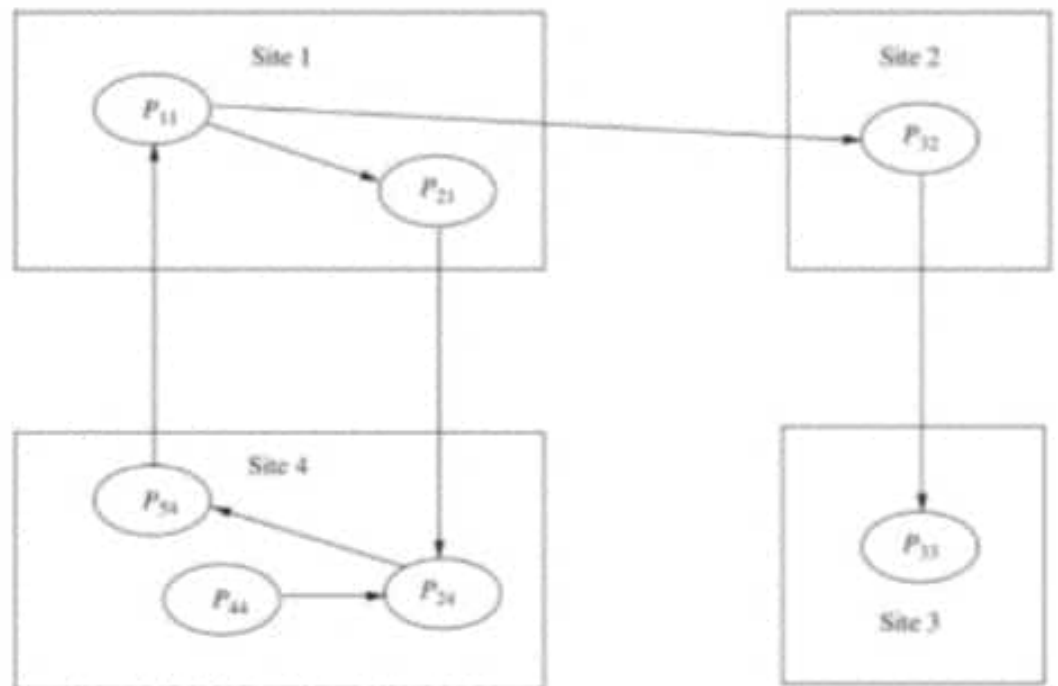 Site 1
P₁₁
P₂₁
Site 2
P₃₂
Site 4
P₅₄
P₄₄
P₂₄
P₃₃
Site 3